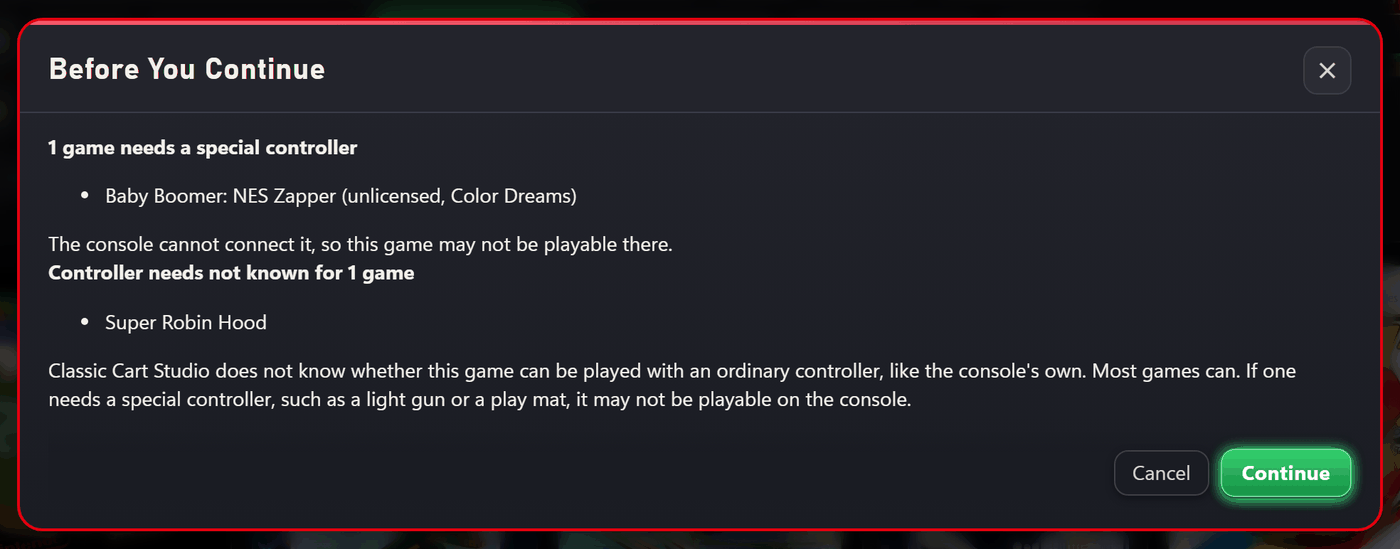 Before You Continue
1 game needs a special controller
• Baby Boomer: NES Zapper (unlicensed, Color Dreams)
The console cannot connect it, so this game may not be playable there.
Controller needs not known for 1 game
• Super Robin Hood
Classic Cart Studio does not know whether this game can be played with an ordinary controller, like the console's own. Most games can. If one
needs a special controller, such as a light gun or a play mat, it may not be playable on the console.
Cancel
Continue